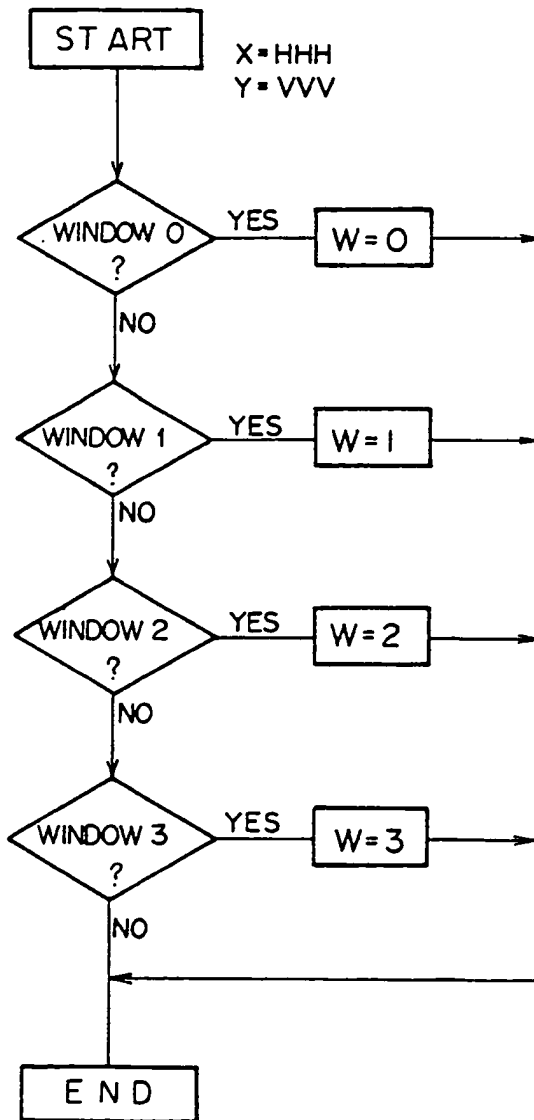 START
X=HHH
Y=VVV
WINDOW 0
?
YES
W=0
NO
WINDOW 1
?
YES
W=1
NO
WINDOW 2
?
YES
W=2
NO
WINDOW 3
?
YES
W=3
NO
END